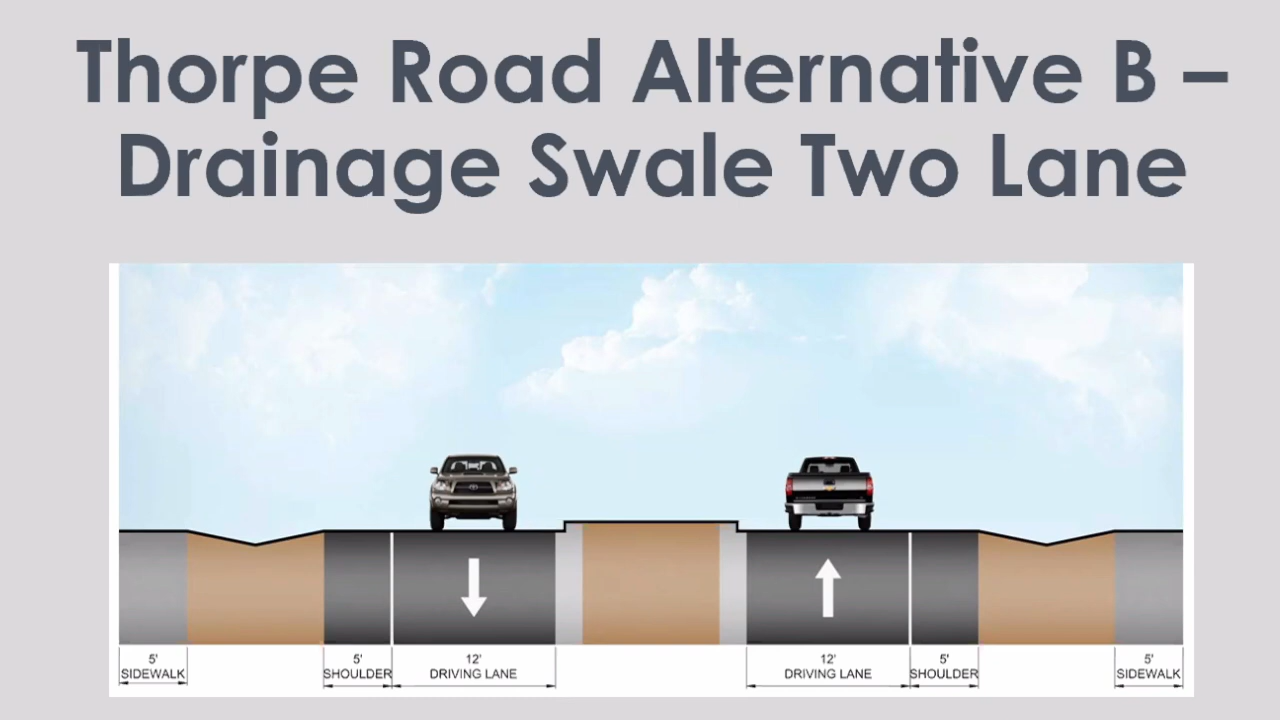 Thorpe Road Alternative B –
Drainage Swale Two Lane
5' 5' 12' 12' 5' 5'
SIDEWALK SHOULDER DRIVING LANE DRIVING LANE SHOULDER SIDEWALK